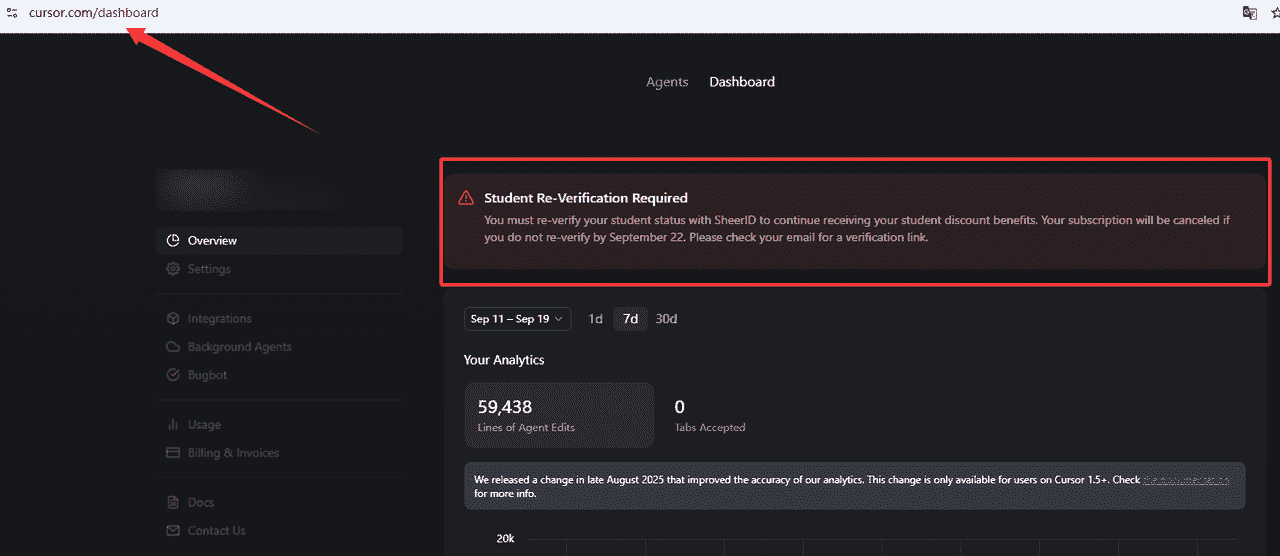 cursor.com/dashboard
Agents Dashboard
Student Re-Verification Required
You must re-verify your student status with SheerID to continue receiving your student discount benefits. Your subscription will be canceled if
you do not re-verify by September 22. Please check your email for a verification link.
Overview
Settings
Integrations
Background Agents
Bugbot
Usage
Billing & Invoices
Docs
Contact Us
Sep 11 – Sep 19 1d 7d 30d
Your Analytics
59,438 0
Lines of Agent Edits Tabs Accepted
We released a change in late August 2025 that improved the accuracy of our analytics. This change is only available for users on Cursor 1.5+. Check the documentation
for more info.
20k